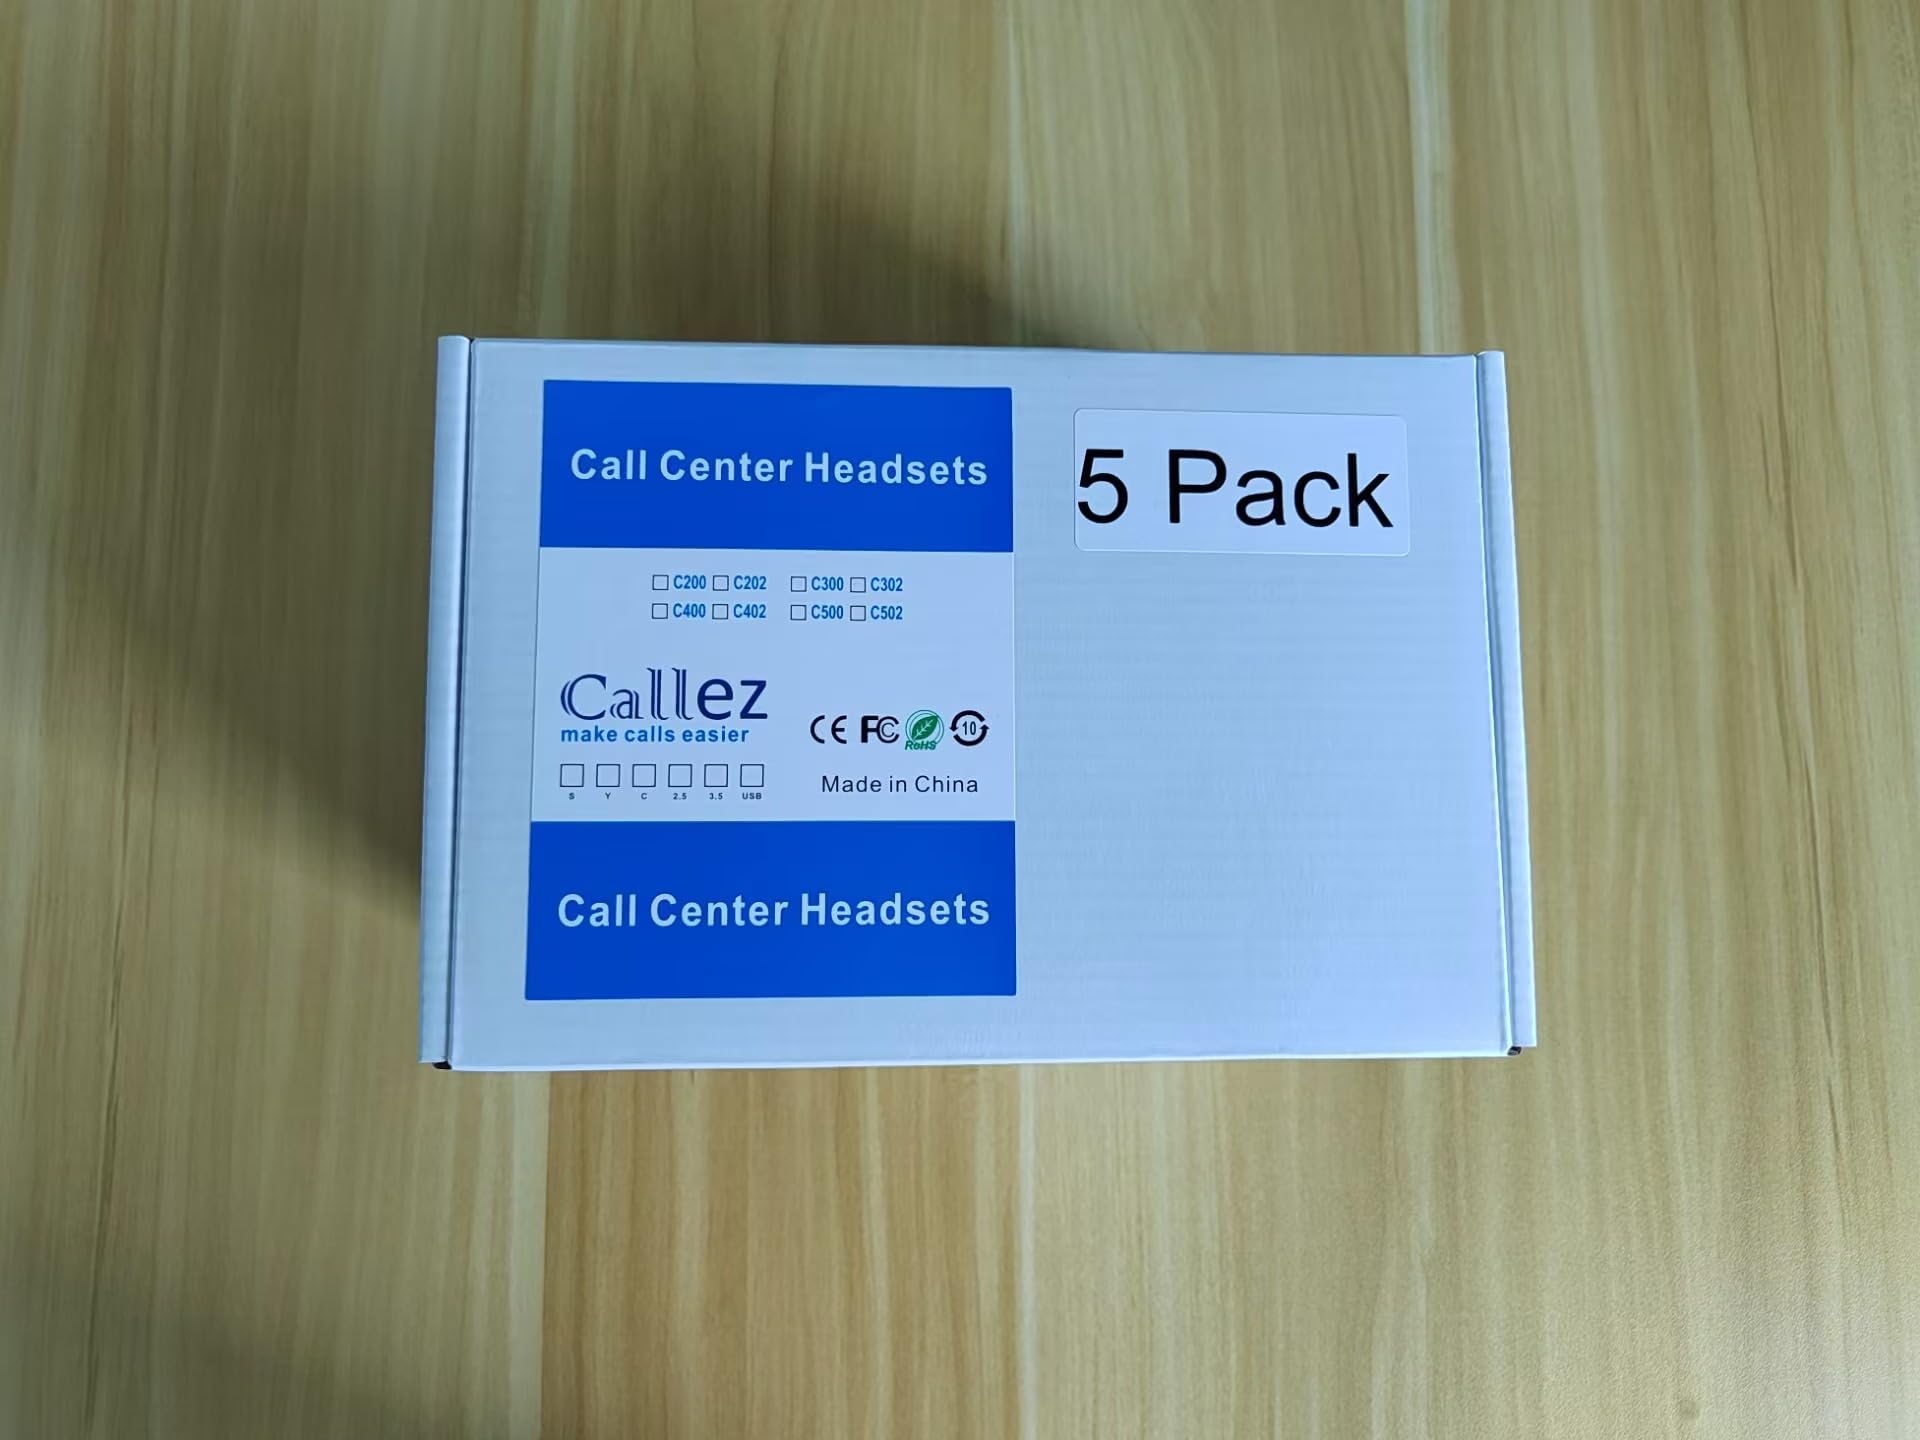 Call Center Headsets
5 Pack
C200 C202 C300 C302
C400 C402 C500 C502
Callez
make calls easier
CE FC RoHS 10
S Y C 2.5 3.5 USB
Made in China
Call Center Headsets